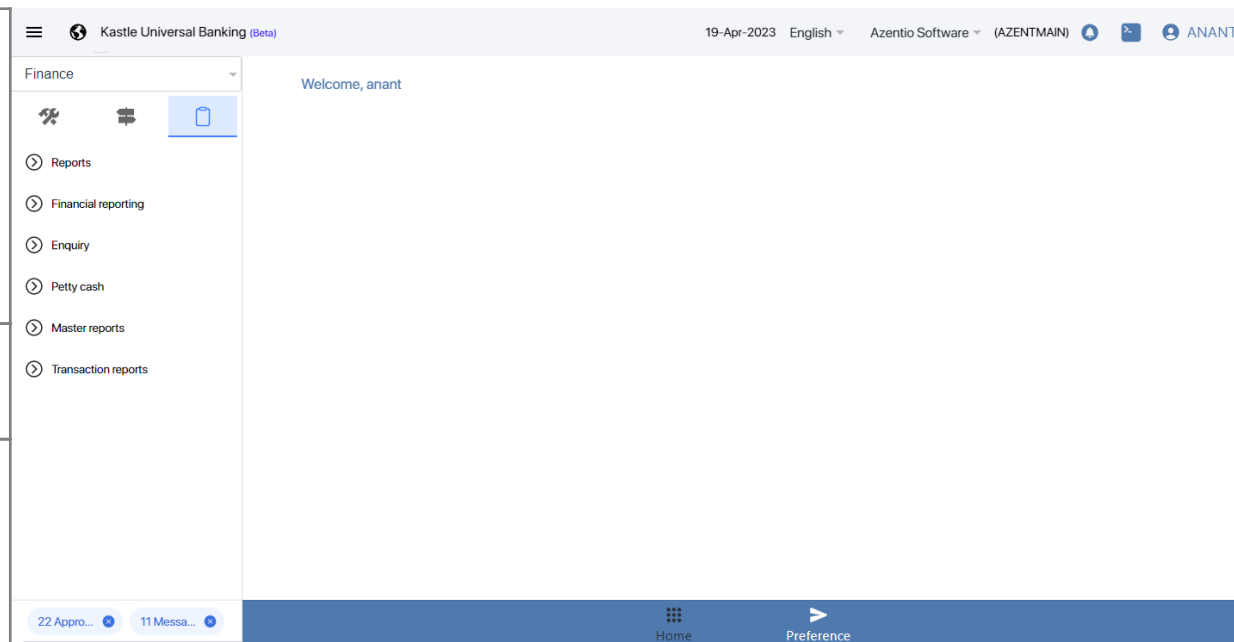 Kastle Universal Banking (Beta)
19-Apr-2023 English Azentio Software (AZENTMAIN) ANANT
Finance
Welcome, anant
Reports
Financial reporting
Enquiry
Petty cash
Master reports
Transaction reports
22 Appro... 11 Messa...
Home Preference